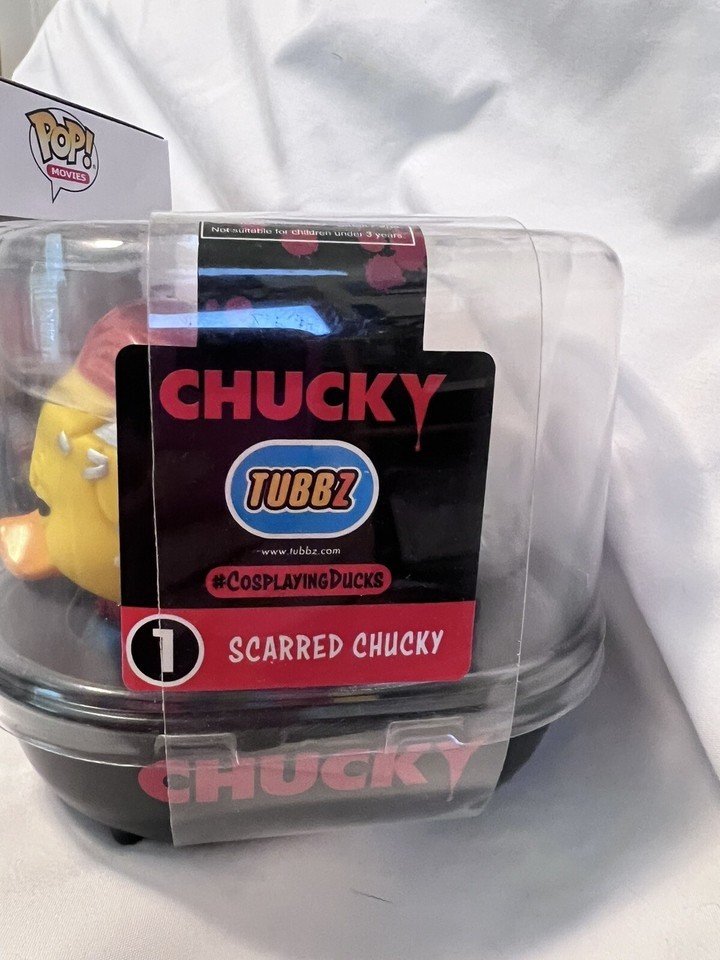 POP!
MOVIES
Not suitable for children under 3 years.
CHUCKY
TUBBZ
www.tubbz.com
#COSPLAYINGDUCKS
1 SCARRED CHUCKY
CHUCKY